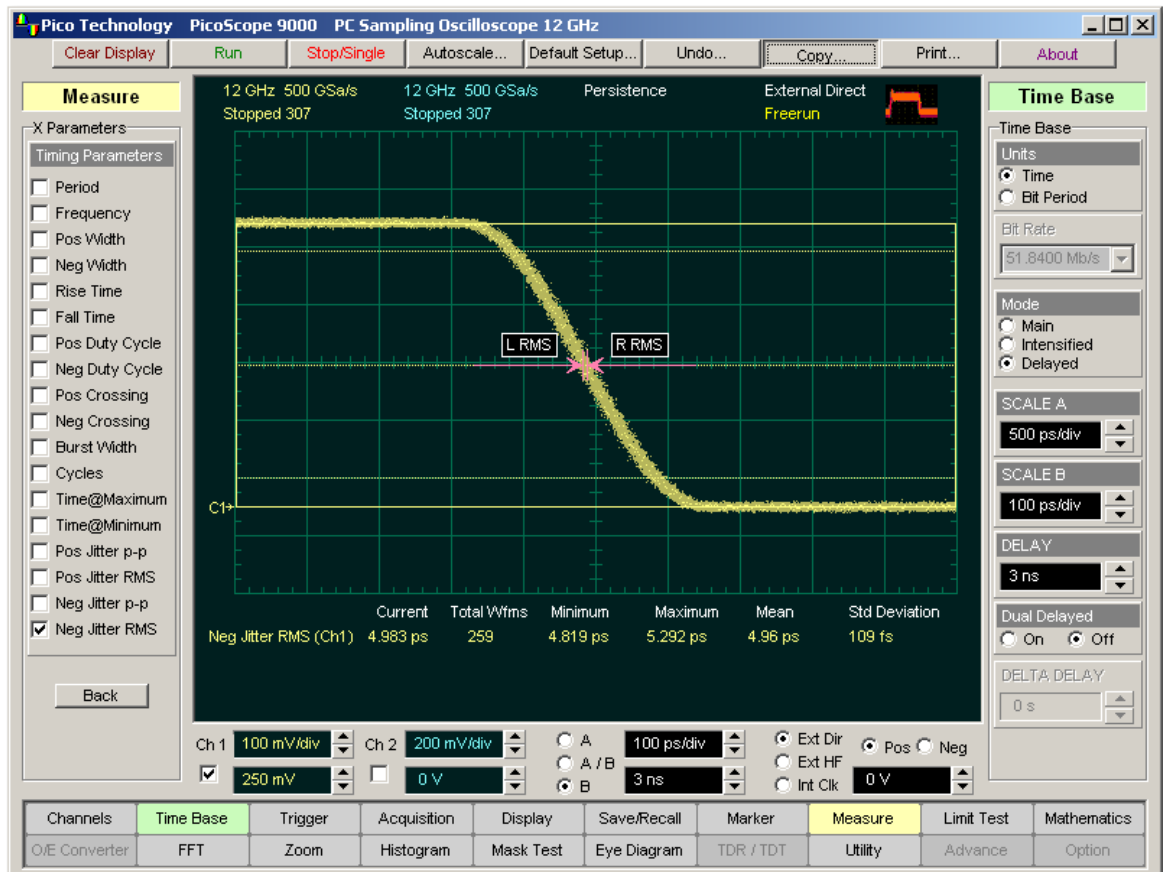 Pico Technology PicoScope 9000 PC Sampling Oscilloscope 12 GHz
Clear Display Run Stop/Single Autoscale... Default Setup... Undo... Copy... Print... About
Measure
X Parameters
Timing Parameters
Period
Frequency
Pos Width
Neg Width
Rise Time
Fall Time
Pos Duty Cycle
Neg Duty Cycle
Pos Crossing
Neg Crossing
Burst Width
Cycles
Time@Maximum
Time@Minimum
Pos Jitter p-p
Pos Jitter RMS
Neg Jitter p-p
Neg Jitter RMS
Back
12 GHz 500 GSa/s 12 GHz 500 GSa/s Persistence External Direct
Stopped 307 Stopped 307 Freerun
L RMS R RMS
C1
Current Total Wfms Minimum Maximum Mean Std Deviation
Neg Jitter RMS (Ch1) 4.983 ps 259 4.819 ps 5.292 ps 4.96 ps 109 fs
Time Base
Time Base
Units
Time
Bit Period
Bit Rate
51.8400 Mb/s
Mode
Main
Intensified
Delayed
SCALE A
500 ps/div
SCALE B
100 ps/div
DELAY
3 ns
Dual Delayed
On Off
DELTA DELAY
0 s
Ch 1 100 mV/div Ch 2 200 mV/div A 100 ps/div Ext Dir Pos Neg
A / B Ext HF
250 mV 0 V B 3 ns Int Clk 0 V
Channels Time Base Trigger Acquisition Display Save/Recall Marker Measure Limit Test Mathematics
O/E Converter FFT Zoom Histogram Mask Test Eye Diagram TDR / TDT Utility Advance Option